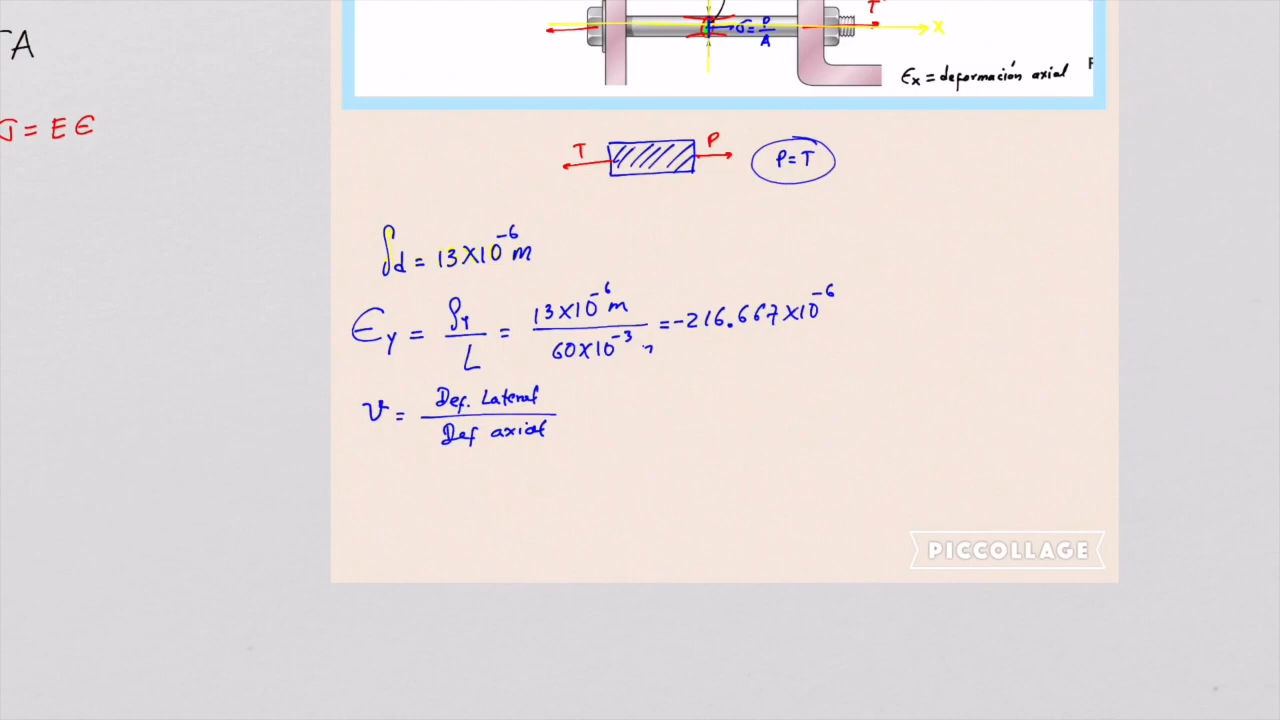 TA
σ = E ϵ
T
σ = P/A
x
ϵx = deformación axial
T P P = T
δd = 13×10⁻⁶ m
ϵy = δy/L = 13×10⁻⁶ m / 60×10⁻³ = -216.667×10⁻⁶
ν = Def. Lateral / Def axial
PICCOLLAGE